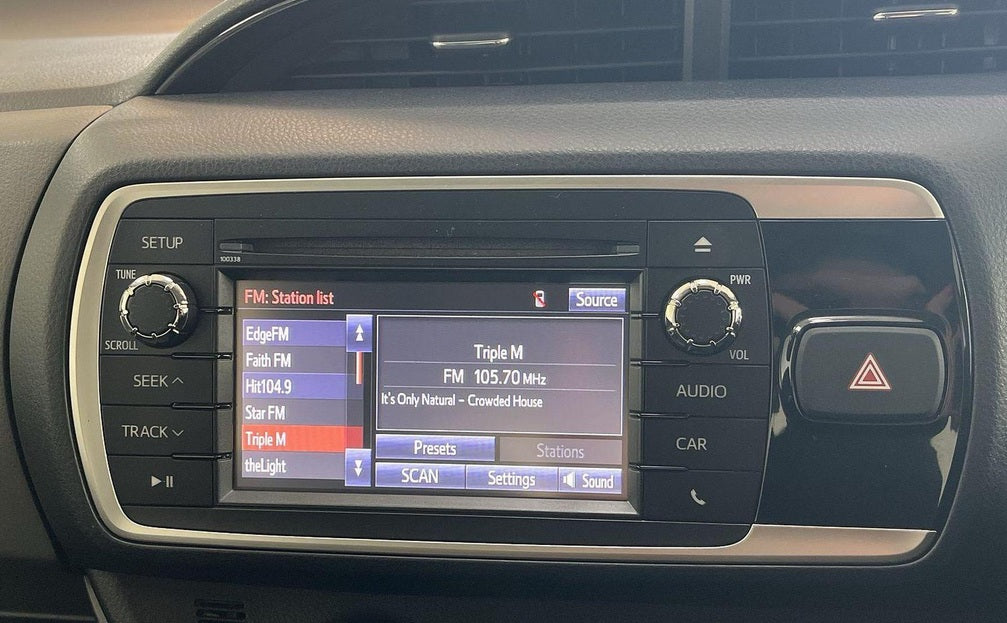 SETUP
100338
TUNE
SCROLL
SEEK
TRACK
FM: Station list
Source
EdgeFM
Faith FM
Hit104.9
Star FM
Triple M
theLight
Triple M
FM 105.70 MHz
It's Only Natural - Crowded House
Presets
Stations
SCAN
Settings
Sound
PWR
VOL
AUDIO
CAR